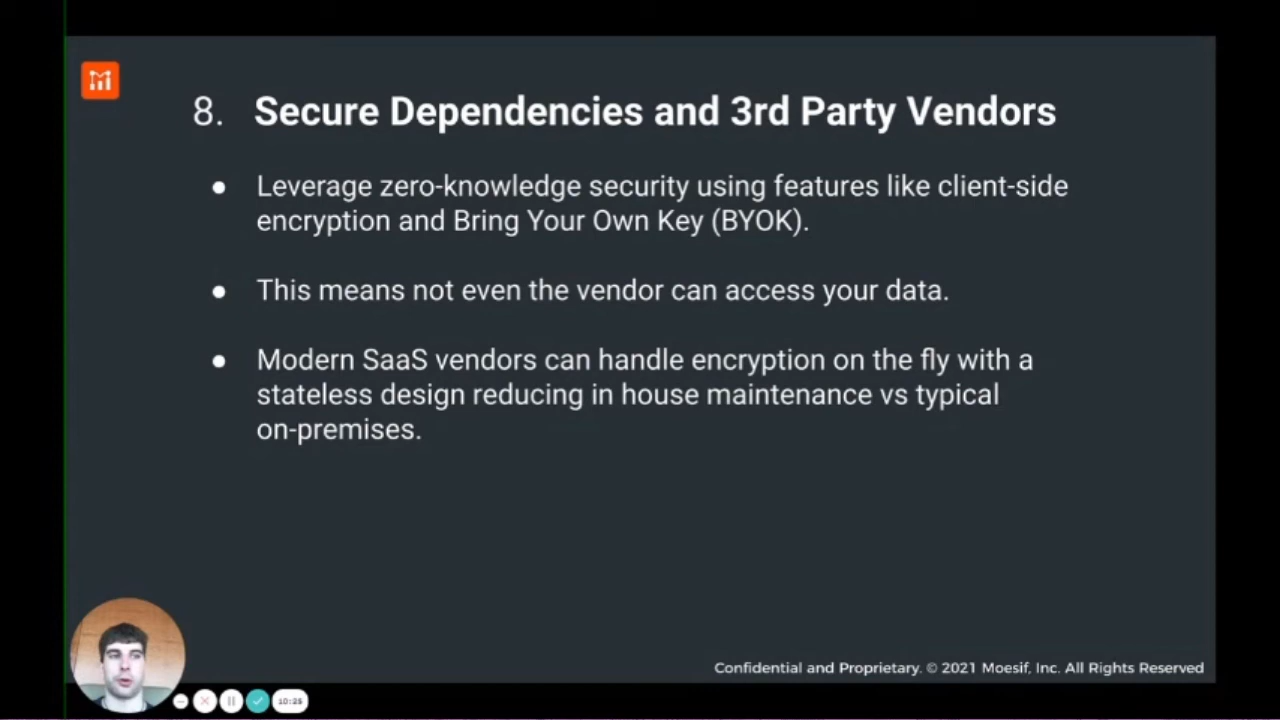 8. Secure Dependencies and 3rd Party Vendors
● Leverage zero-knowledge security using features like client-side
encryption and Bring Your Own Key (BYOK).
● This means not even the vendor can access your data.
● Modern SaaS vendors can handle encryption on the fly with a
stateless design reducing in house maintenance vs typical
on-premises.
Confidential and Proprietary. © 2021 Moesif, Inc. All Rights Reserved
10:25